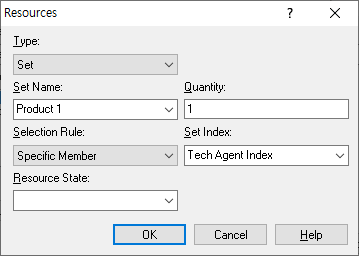 Resources
?
Type:
Set
Set Name: Quantity:
Product 1 1
Selection Rule: Set Index:
Specific Member Tech Agent Index
Resource State:
OK Cancel Help